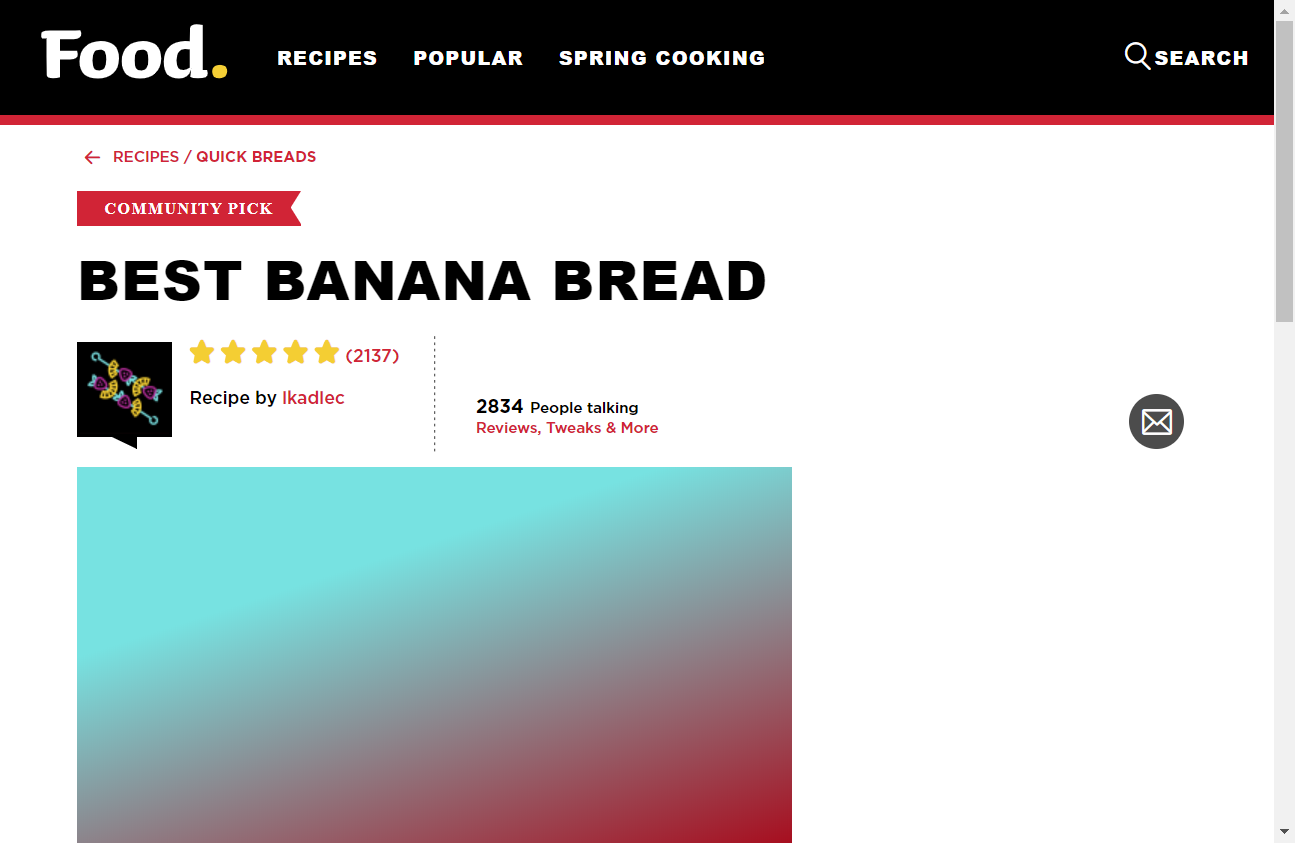 Food.
RECIPES POPULAR SPRING COOKING SEARCH
RECIPES / QUICK BREADS
COMMUNITY PICK
BEST BANANA BREAD
(2137)
Recipe by lkadlec
2834 People talking
Reviews, Tweaks & More